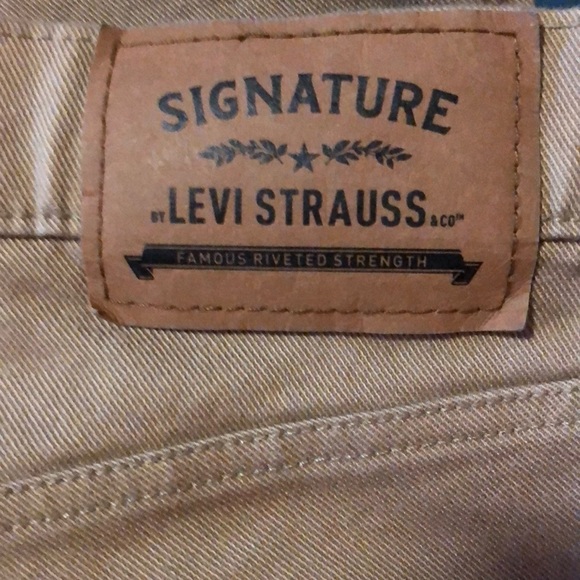 SIGNATURE
BY LEVI STRAUSS & CO™
FAMOUS RIVETED STRENGTH